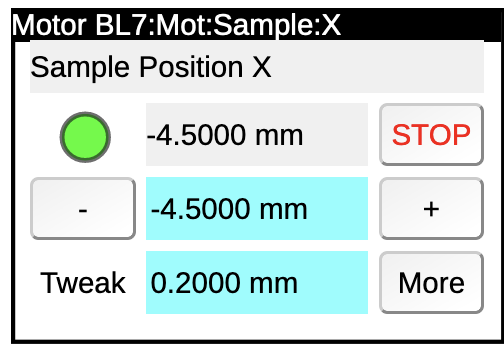 Motor BL7:Mot:Sample:X
Sample Position X
-4.5000 mm STOP
- -4.5000 mm +
Tweak 0.2000 mm More